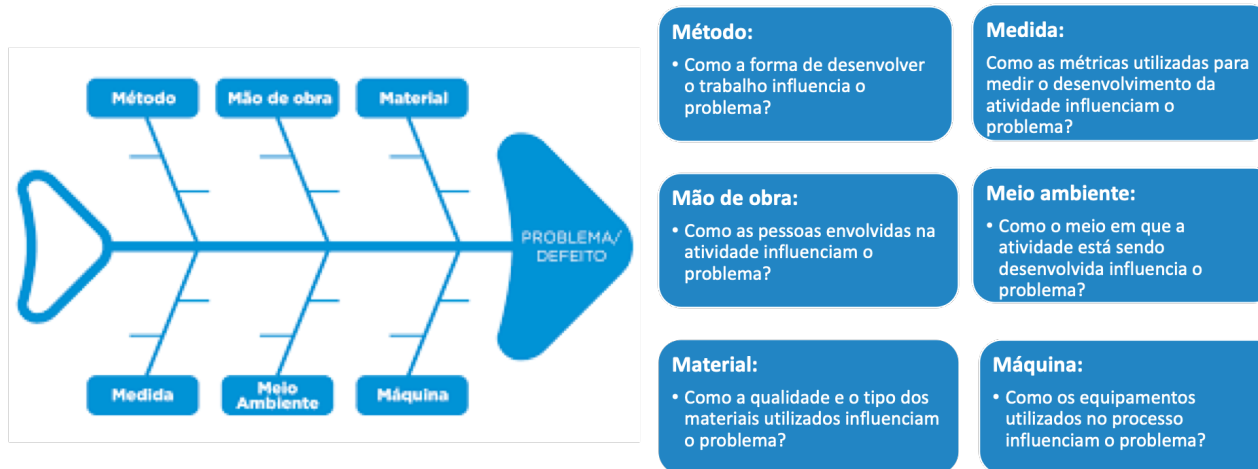 Método
Mão de obra
Material
PROBLEMA/
DEFEITO
Medida
Meio
Ambiente
Máquina
Método:
• Como a forma de desenvolver
o trabalho influencia o
problema?
Medida:
Como as métricas utilizadas para
medir o desenvolvimento da
atividade influenciam o
problema?
Mão de obra:
• Como as pessoas envolvidas na
atividade influenciam o
problema?
Meio ambiente:
• Como o meio em que a
atividade está sendo
desenvolvida influencia o
problema?
Material:
• Como a qualidade e o tipo dos
materiais utilizados influenciam
o problema?
Máquina:
• Como os equipamentos
utilizados no processo
influenciam o problema?